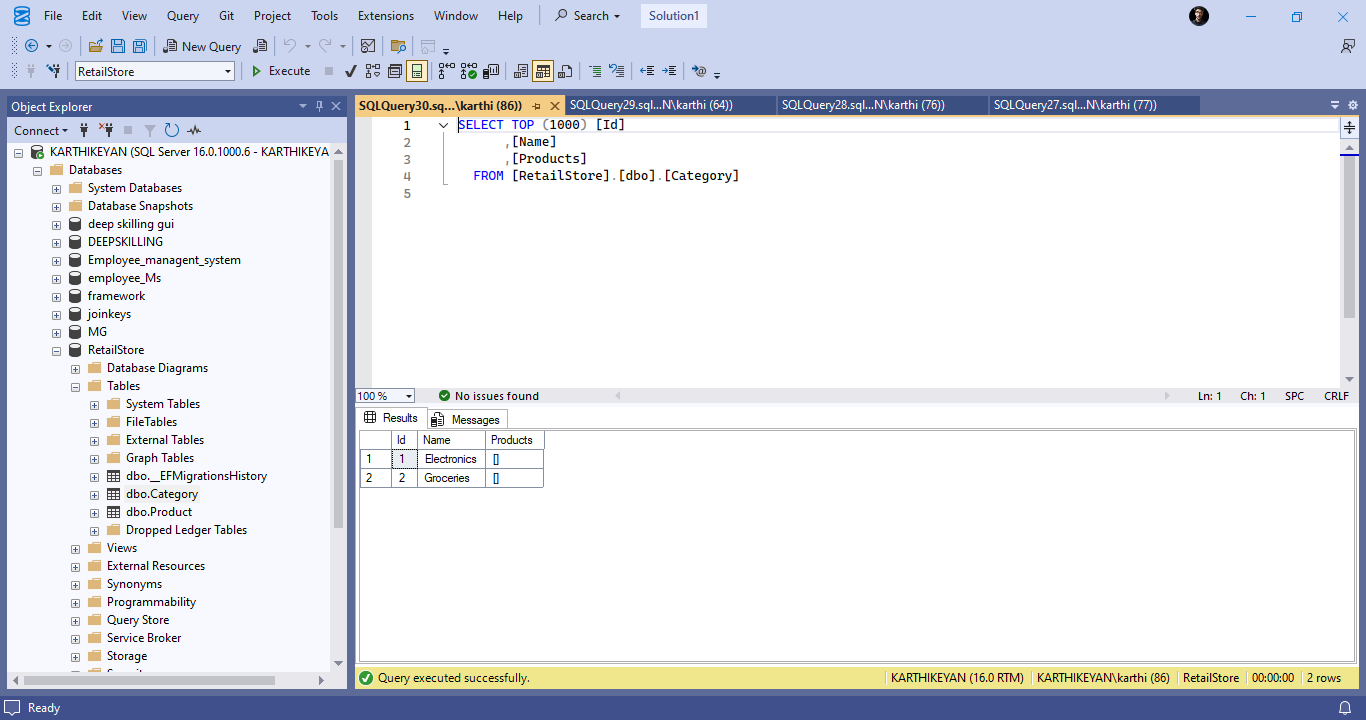 File Edit View Query Git Project Tools Extensions Window Help Search Solution1
New Query
RetailStore Execute
Object Explorer
Connect
KARTHIKEYAN (SQL Server 16.0.1000.6 - KARTHIKEYA
Databases
System Databases
Database Snapshots
deep skilling gui
DEEPSKILLING
Employee_managent_system
employee_Ms
framework
joinkeys
MG
RetailStore
Database Diagrams
Tables
System Tables
FileTables
External Tables
Graph Tables
dbo.__EFMigrationsHistory
dbo.Category
dbo.Product
Dropped Ledger Tables
Views
External Resources
Synonyms
Programmability
Query Store
Service Broker
Storage
SQLQuery30.sq...\karthi (86)) SQLQuery29.sql...N\karthi (64)) SQLQuery28.sql...N\karthi (76)) SQLQuery27.sql...N\karthi (77))
1 SELECT TOP (1000) [Id]
2 ,[Name]
3 ,[Products]
4 FROM [RetailStore].[dbo].[Category]
5
100 % No issues found Ln: 1 Ch: 1 SPC CRLF
Results Messages
Id Name Products
1 1 Electronics []
2 2 Groceries []
Query executed successfully. KARTHIKEYAN (16.0 RTM) KARTHIKEYAN\karthi (86) RetailStore 00:00:00 2 rows
Ready